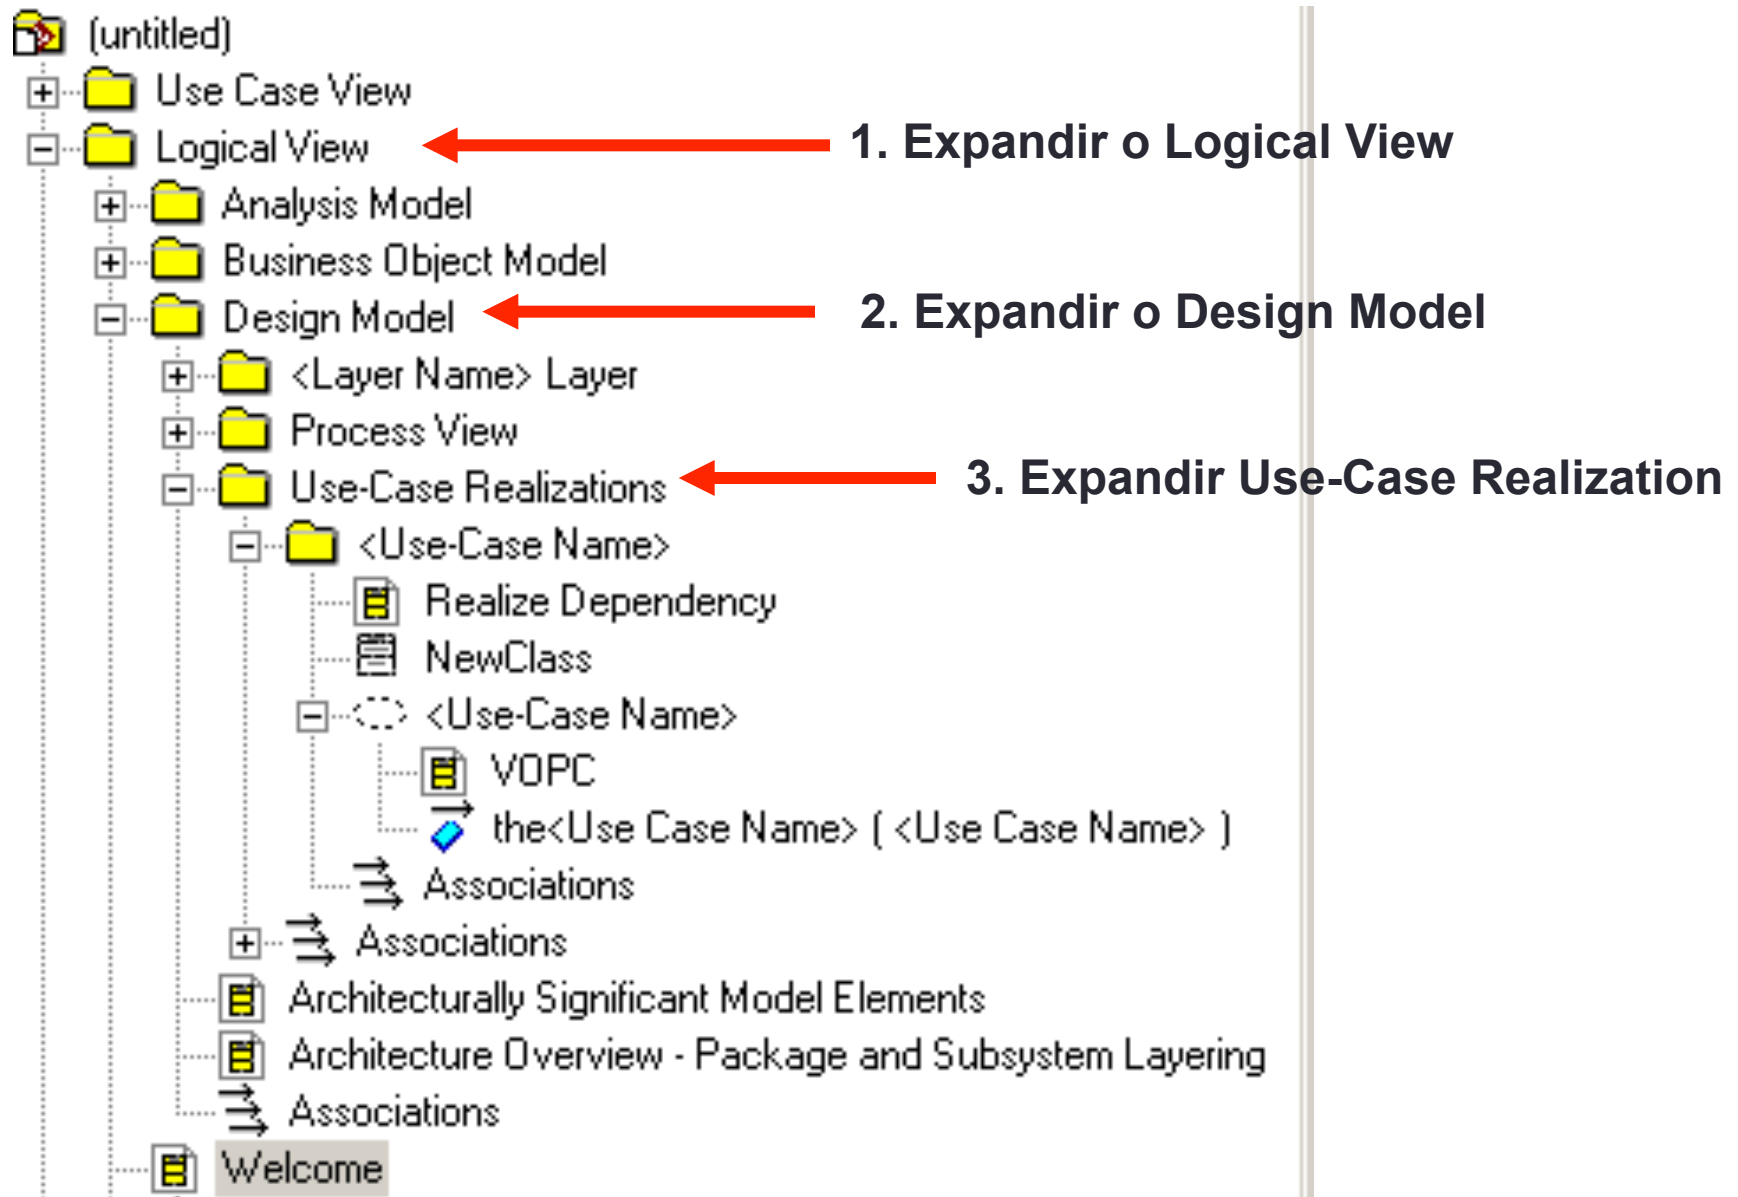 (untitled)
Use Case View
Logical View
1. Expandir o Logical View
Analysis Model
Business Object Model
Design Model
2. Expandir o Design Model
<Layer Name> Layer
Process View
Use-Case Realizations
3. Expandir Use-Case Realization
<Use-Case Name>
Realize Dependency
NewClass
<Use-Case Name>
VOPC
the<Use Case Name> ( <Use Case Name> )
Associations
Associations
Architecturally Significant Model Elements
Architecture Overview - Package and Subsystem Layering
Associations
Welcome